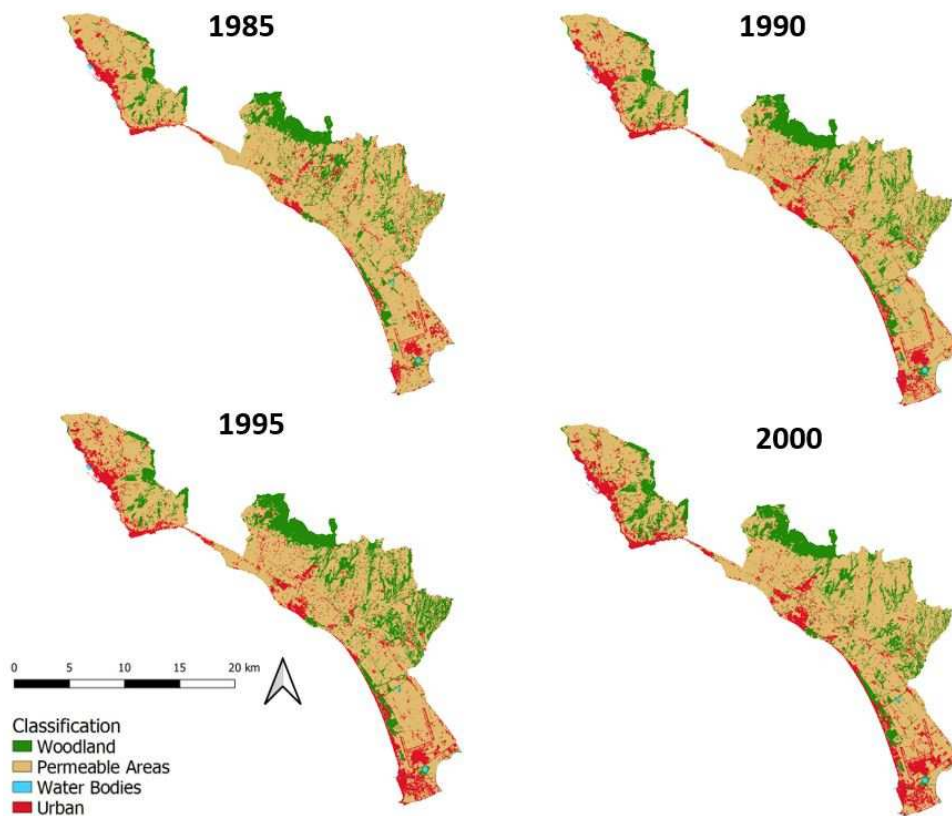 1985
1990
1995
2000
0 5 10 15 20 km
Classification
Woodland
Permeable Areas
Water Bodies
Urban